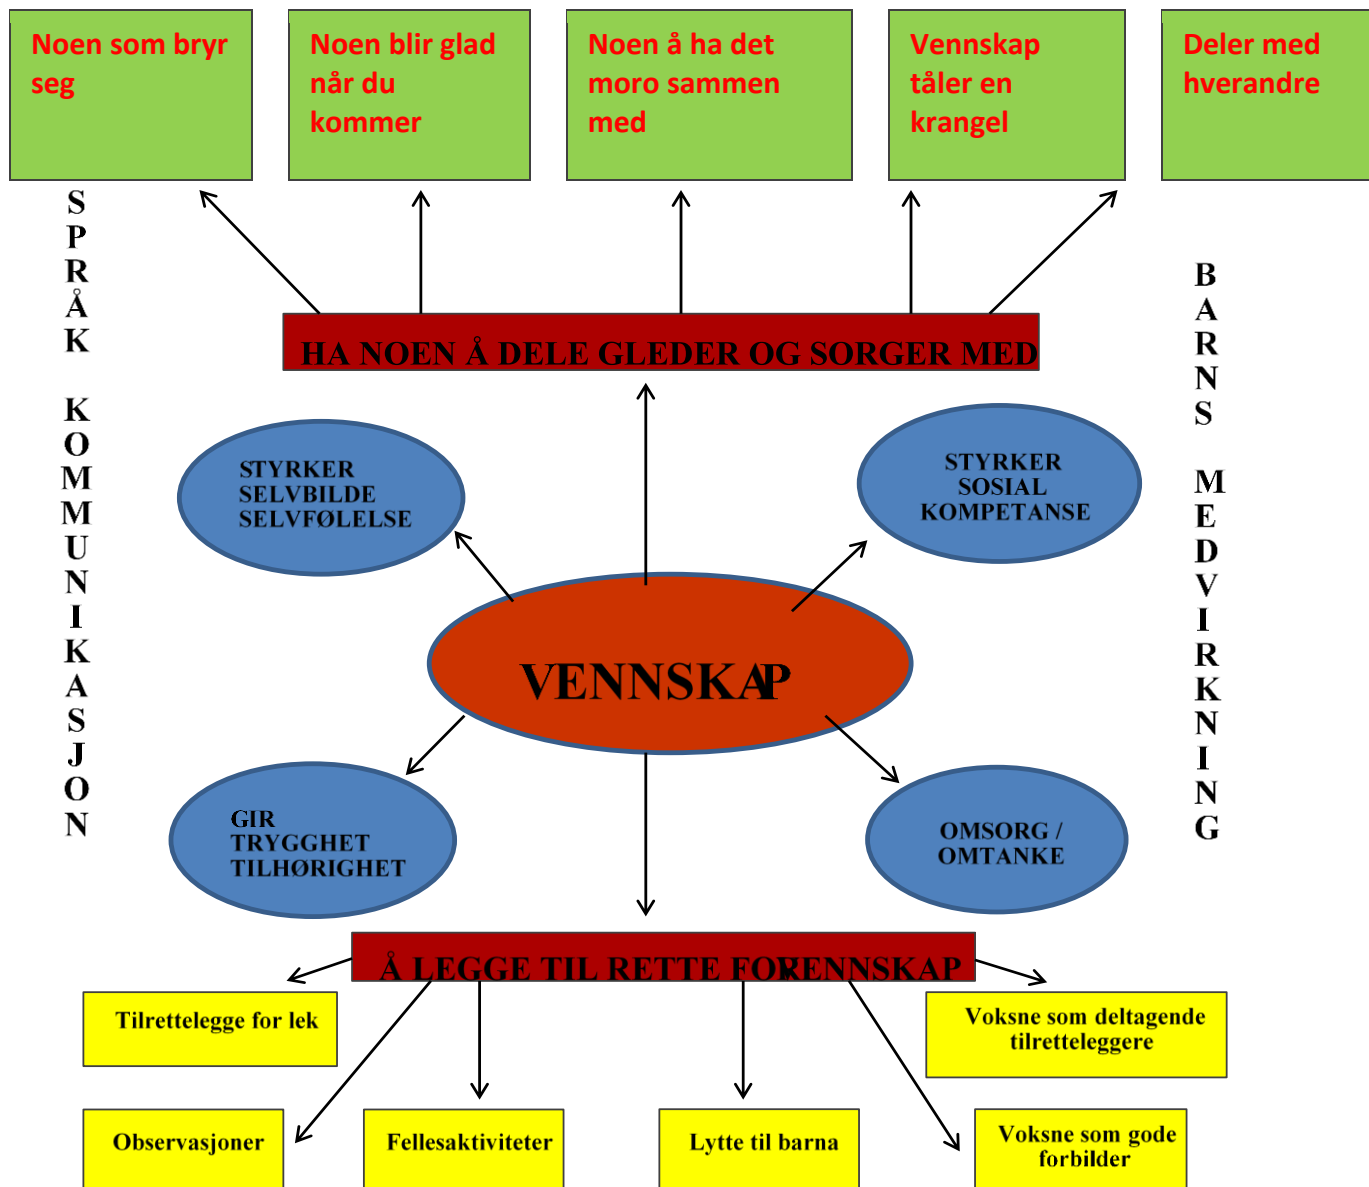 Noen som bryr
seg
Noen blir glad
når du
kommer
Noen å ha det
moro sammen
med
Vennskap
tåler en
krangel
Deler med
hverandre
SPRÅK KOMMUNIKASJON
BARNS MEDVIRKNING
HA NOEN Å DELE GLEDER OG SORGER MED
STYRKER
SELVBILDE
SELVFØLELSE
STYRKER
SOSIAL
KOMPETANSE
VENNSKAP
GIR
TRYGGHET
TILHØRIGHET
OMSORG /
OMTANKE
Å LEGGE TIL RETTE FOR VENNSKAP
Tilrettelegge for lek
Voksne som deltagende
tilretteleggere
Observasjoner
Fellesaktiviteter
Lytte til barna
Voksne som gode
forbilder